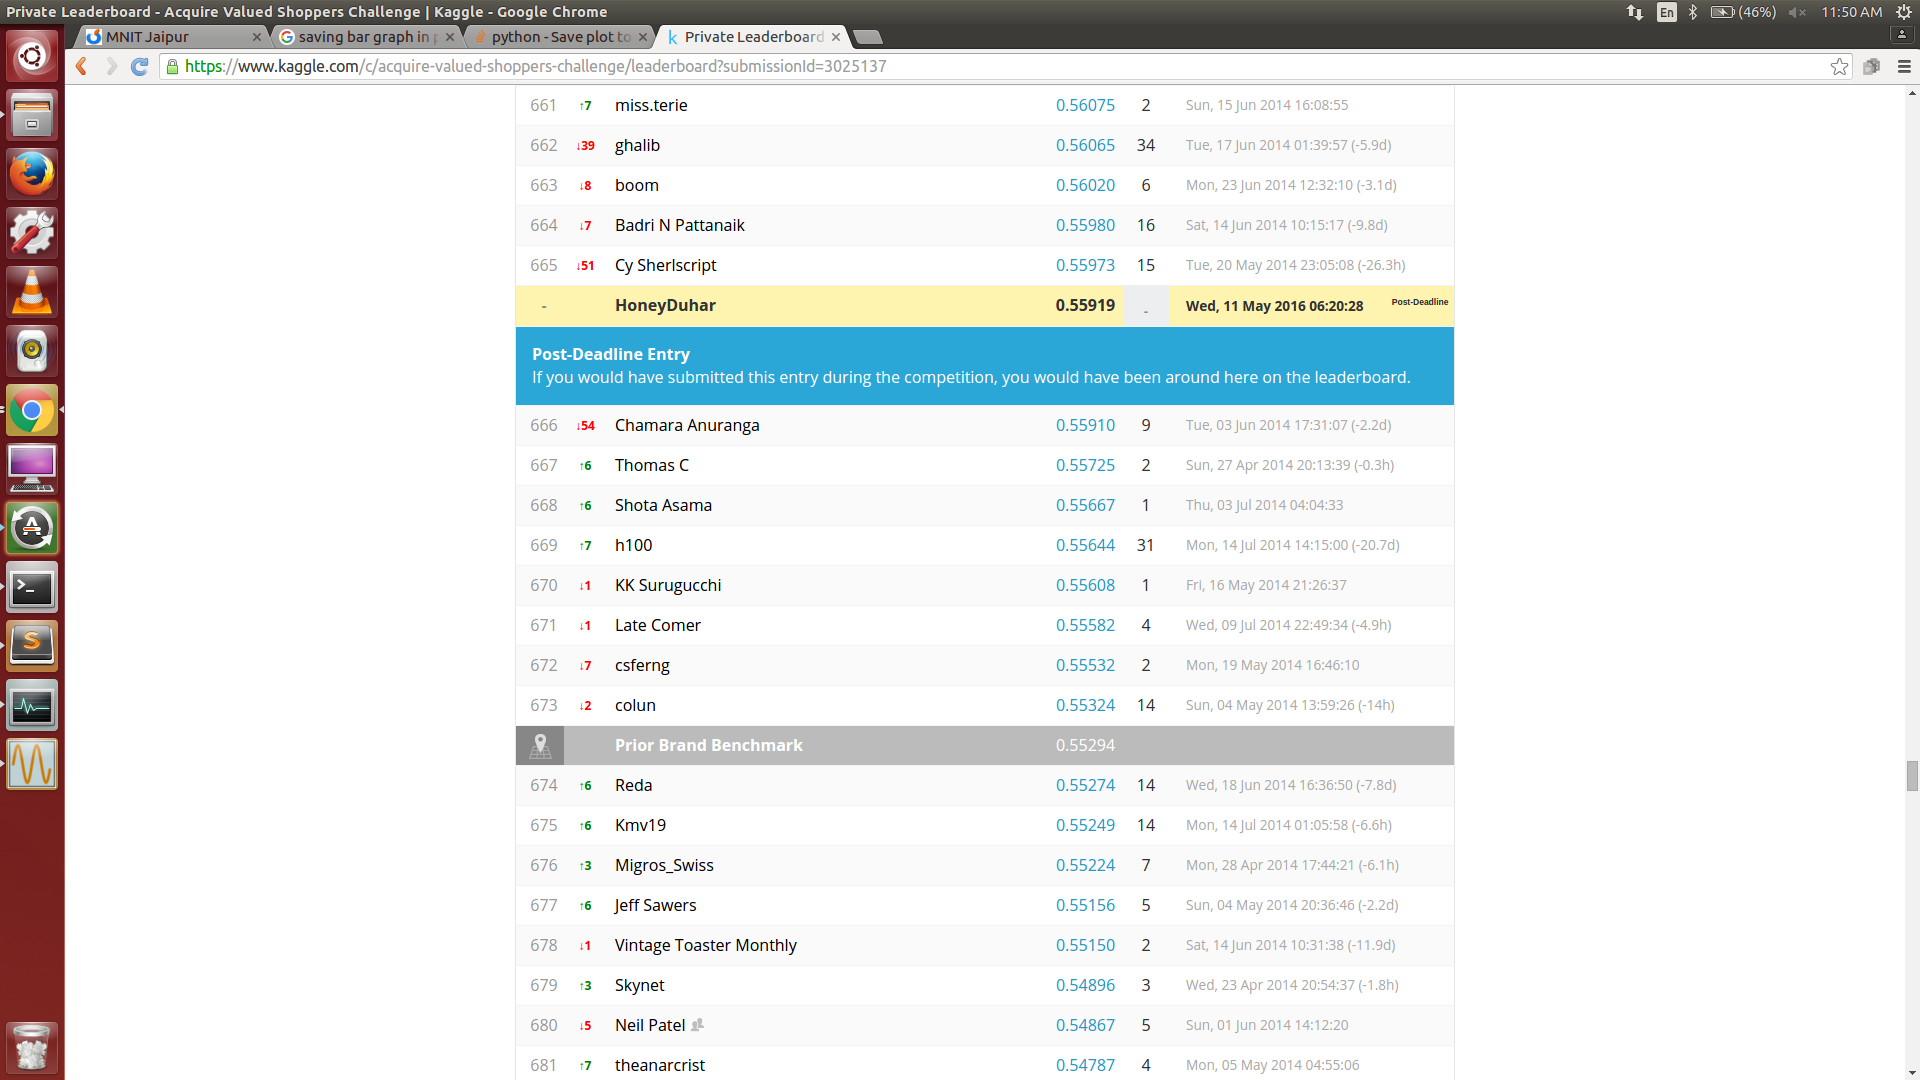 Private Leaderboard - Acquire Valued Shoppers Challenge | Kaggle - Google Chrome En (46%) 11:50 AM
MNIT Jaipur saving bar graph in p python - Save plot to Private Leaderboard
https://www.kaggle.com/c/acquire-valued-shoppers-challenge/leaderboard?submissionId=3025137
661 ↑7 miss.terie 0.56075 2 Sun, 15 Jun 2014 16:08:55
662 ↓39 ghalib 0.56065 34 Tue, 17 Jun 2014 01:39:57 (-5.9d)
663 ↓8 boom 0.56020 6 Mon, 23 Jun 2014 12:32:10 (-3.1d)
664 ↓7 Badri N Pattanaik 0.55980 16 Sat, 14 Jun 2014 10:15:17 (-9.8d)
665 ↓51 Cy Sherlscript 0.55973 15 Tue, 20 May 2014 23:05:08 (-26.3h)
- HoneyDuhar 0.55919 - Wed, 11 May 2016 06:20:28 Post-Deadline
Post-Deadline Entry
If you would have submitted this entry during the competition, you would have been around here on the leaderboard.
666 ↓54 Chamara Anuranga 0.55910 9 Tue, 03 Jun 2014 17:31:07 (-2.2d)
667 ↑6 Thomas C 0.55725 2 Sun, 27 Apr 2014 20:13:39 (-0.3h)
668 ↑6 Shota Asama 0.55667 1 Thu, 03 Jul 2014 04:04:33
669 ↑7 h100 0.55644 31 Mon, 14 Jul 2014 14:15:00 (-20.7d)
670 ↓1 KK Surugucchi 0.55608 1 Fri, 16 May 2014 21:26:37
671 ↓1 Late Comer 0.55582 4 Wed, 09 Jul 2014 22:49:34 (-4.9h)
672 ↓7 csferng 0.55532 2 Mon, 19 May 2014 16:46:10
673 ↓2 colun 0.55324 14 Sun, 04 May 2014 13:59:26 (-14h)
Prior Brand Benchmark 0.55294
674 ↑6 Reda 0.55274 14 Wed, 18 Jun 2014 16:36:50 (-7.8d)
675 ↑6 Kmv19 0.55249 14 Mon, 14 Jul 2014 01:05:58 (-6.6h)
676 ↑3 Migros_Swiss 0.55224 7 Mon, 28 Apr 2014 17:44:21 (-6.1h)
677 ↑6 Jeff Sawers 0.55156 5 Sun, 04 May 2014 20:36:46 (-2.2d)
678 ↓1 Vintage Toaster Monthly 0.55150 2 Sat, 14 Jun 2014 10:31:38 (-11.9d)
679 ↑3 Skynet 0.54896 3 Wed, 23 Apr 2014 20:54:37 (-1.8h)
680 ↓5 Neil Patel 0.54867 5 Sun, 01 Jun 2014 14:12:20
681 ↑7 theanarcrist 0.54787 4 Mon, 05 May 2014 04:55:06